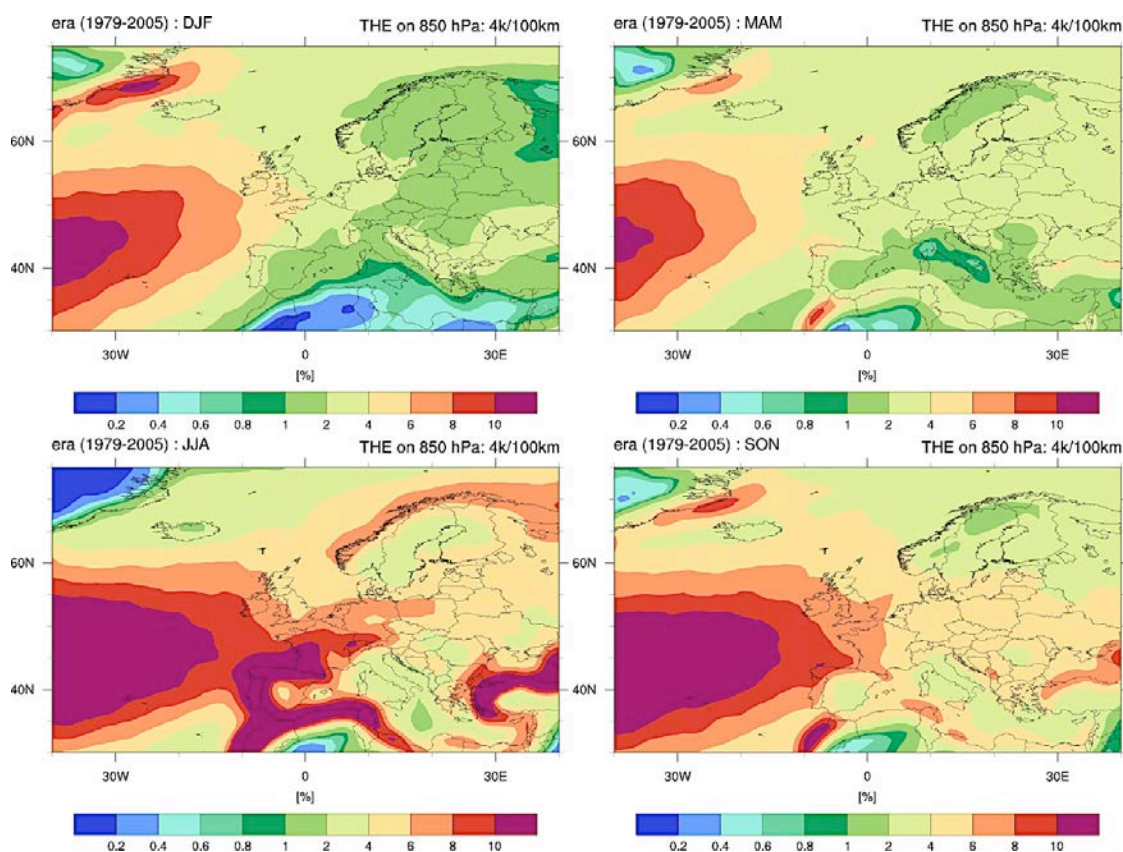 era (1979-2005) : DJF THE on 850 hPa: 4k/100km
60N
40N
30W 0 30E
[%]
0.2 0.4 0.6 0.8 1 2 4 6 8 10
era (1979-2005) : MAM THE on 850 hPa: 4k/100km
60N
40N
30W 0 30E
[%]
0.2 0.4 0.6 0.8 1 2 4 6 8 10
era (1979-2005) : JJA THE on 850 hPa: 4k/100km
60N
40N
30W 0 30E
[%]
0.2 0.4 0.6 0.8 1 2 4 6 8 10
era (1979-2005) : SON THE on 850 hPa: 4k/100km
60N
40N
30W 0 30E
[%]
0.2 0.4 0.6 0.8 1 2 4 6 8 10